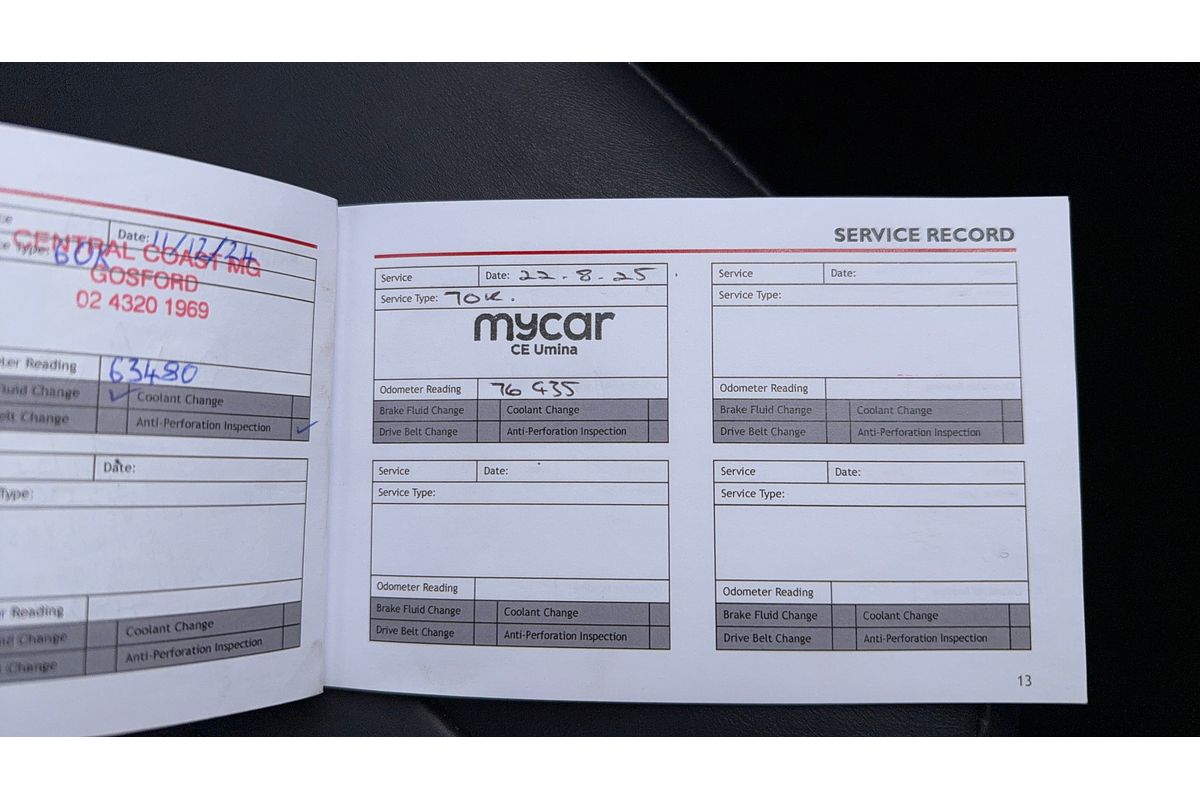 Date: 11/12/24
60K
CENTRAL COAST MG
GOSFORD
02 4320 1969
Reading
63480
Change
✓
Coolant Change
Change
Anti-Perforation Inspection
✓
Date:
Type:
Reading
Change
Coolant Change
Change
Anti-Perforation Inspection
SERVICE RECORD
Service
Date: 22.8.25
Service Type: 70K.
mycar
CE Umina
Odometer Reading
76 935
Brake Fluid Change
Coolant Change
Drive Belt Change
Anti-Perforation Inspection
Service
Date:
Service Type:
Odometer Reading
Brake Fluid Change
Coolant Change
Drive Belt Change
Anti-Perforation Inspection
Service
Date:
Service Type:
Odometer Reading
Brake Fluid Change
Coolant Change
Drive Belt Change
Anti-Perforation Inspection
Service
Date:
Service Type:
Odometer Reading
Brake Fluid Change
Coolant Change
Drive Belt Change
Anti-Perforation Inspection
13